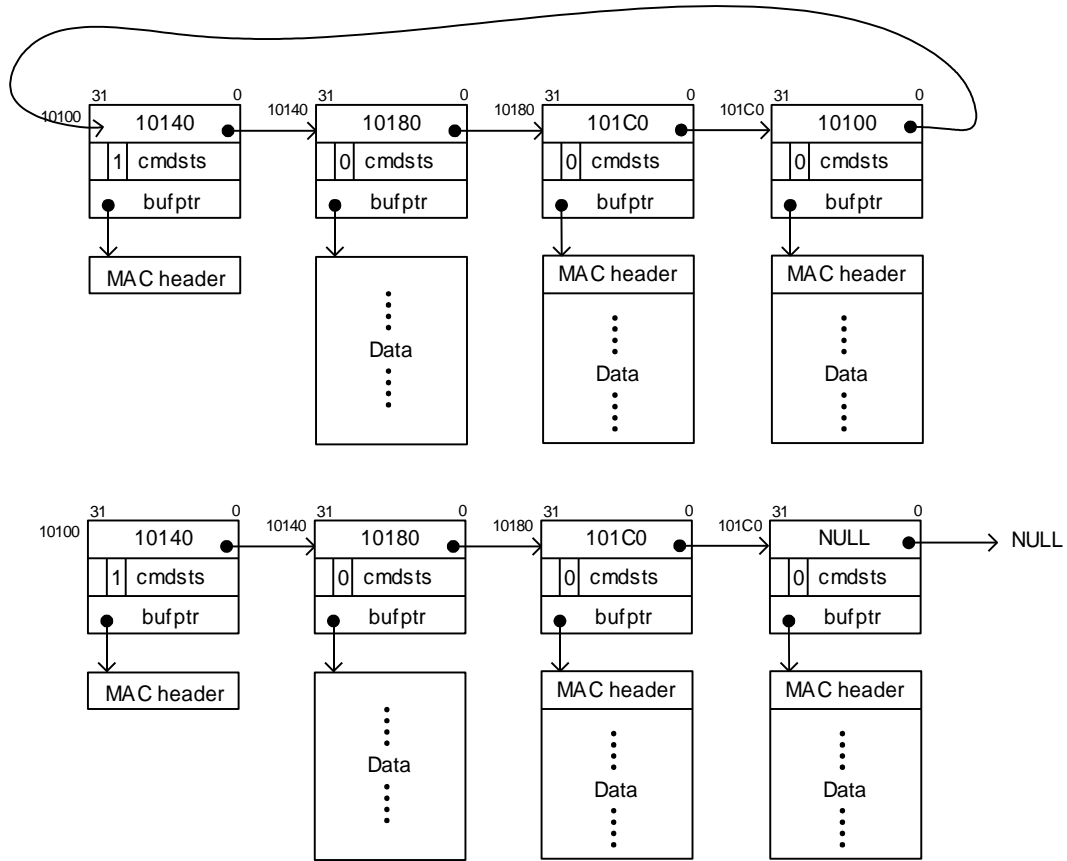 31 0 31 0 31 0 31 0
10100 10140 10140 10180 10180 101C0 101C0 10100
1 cmdsts 0 cmdsts 0 cmdsts 0 cmdsts
bufptr bufptr bufptr bufptr
MAC header MAC header MAC header
Data
Data Data
31 0 31 0 31 0 31 0
10100 10140 10140 10180 10180 101C0 101C0 NULL NULL
1 cmdsts 0 cmdsts 0 cmdsts 0 cmdsts
bufptr bufptr bufptr bufptr
MAC header MAC header MAC header
Data
Data Data